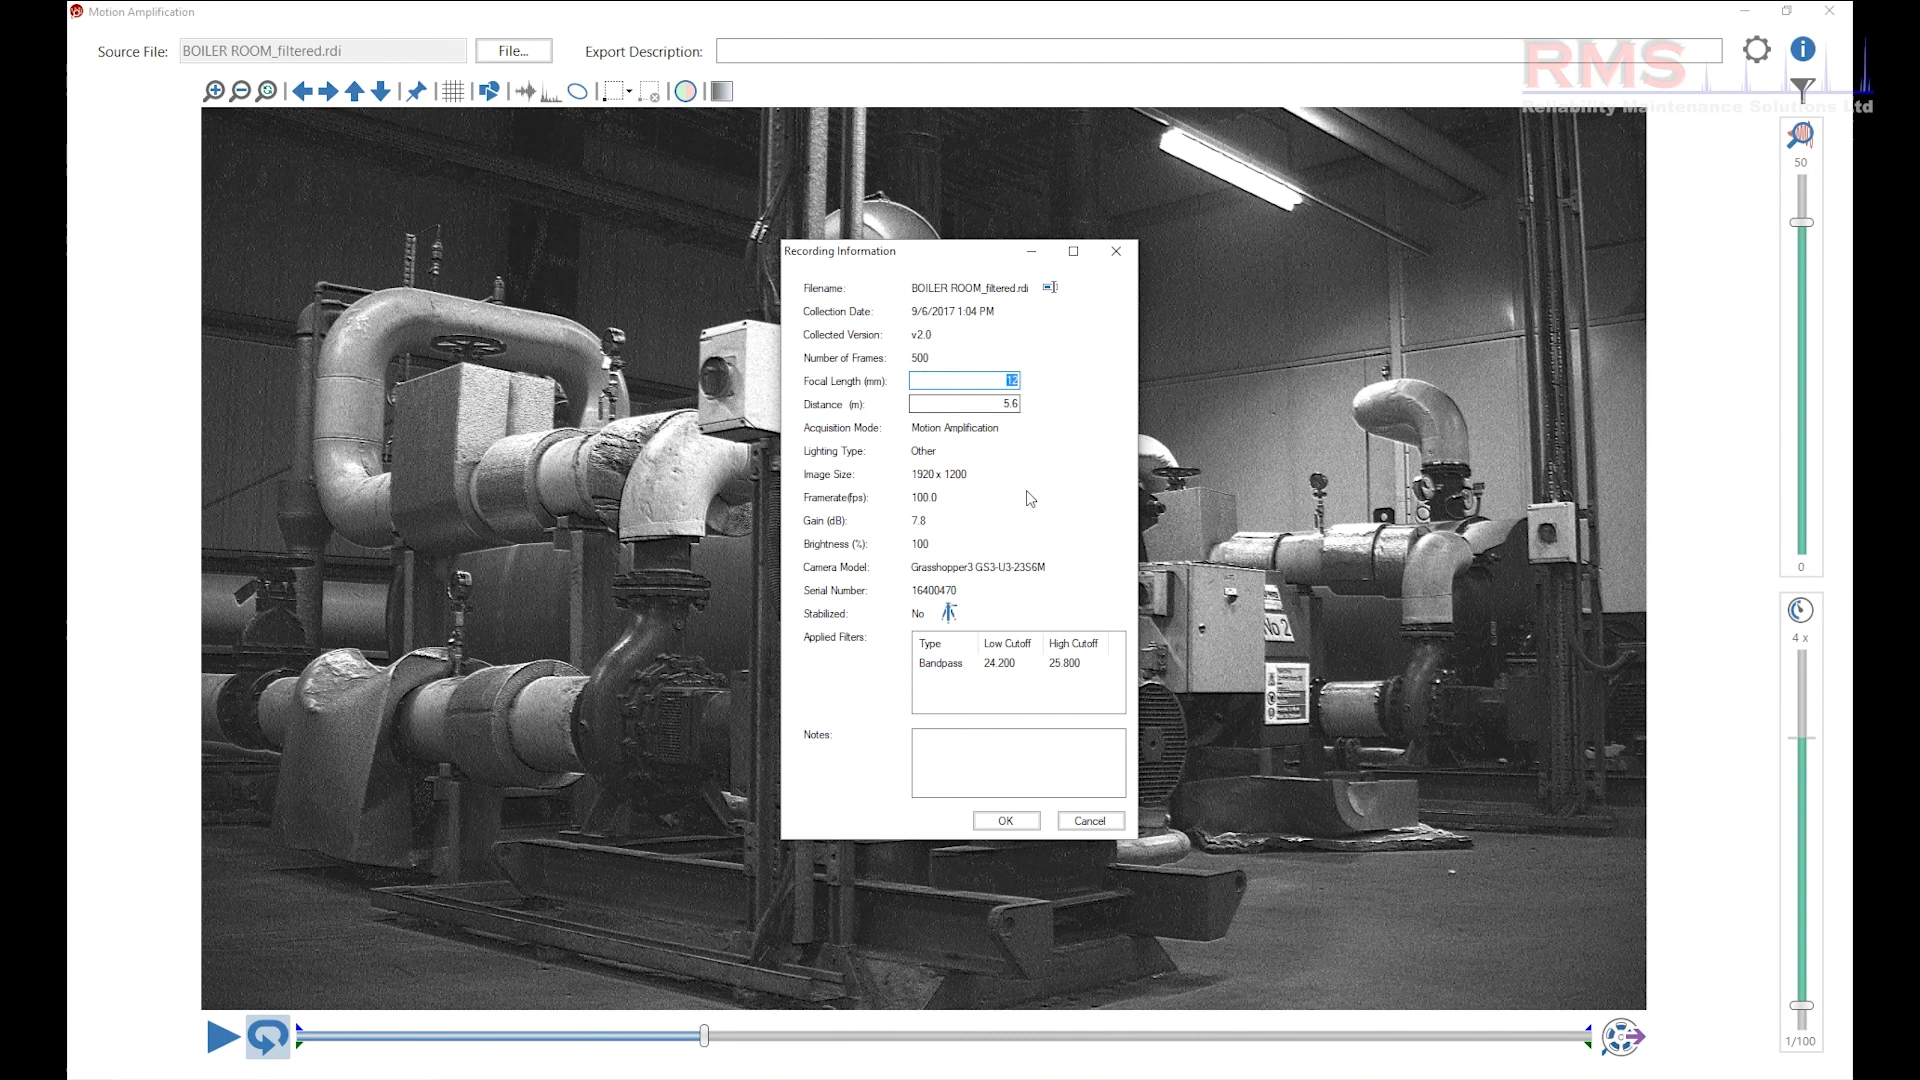 Motion Amplification
Source File: BOILER ROOM_filtered.rdi File... Export Description:
RMS
Reliability Maintenance Solutions Ltd
50
0
4 x
1/100
Recording Information
Filename: BOILER ROOM_filtered.rdi
Collection Date: 9/6/2017 1:04 PM
Collected Version: v2.0
Number of Frames: 500
Focal Length (mm): 12
Distance (m): 5.6
Acquisition Mode: Motion Amplification
Lighting Type: Other
Image Size: 1920 x 1200
Framerate(fps): 100.0
Gain (dB): 7.8
Brightness (%): 100
Camera Model: Grasshopper3 GS3-U3-23S6M
Serial Number: 16400470
Stabilized: No
Applied Filters:
Type Low Cutoff High Cutoff
Bandpass 24.200 25.800
Notes:
OK Cancel
No 2